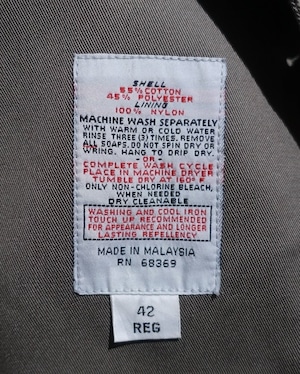 SHELL
55% COTTON
45% POLYESTER
LINING
100% NYLON
MACHINE WASH SEPARATELY
WITH WARM OR COLD WATER
RINSE THREE (3) TIMES. REMOVE
ALL SOAPS. DO NOT SPIN DRY OR
WRING. HANG TO DRIP DRY.
-OR-
COMPLETE WASH CYCLE
PLACE IN MACHINE DRYER
TUMBLE DRY AT 160° F
ONLY NON-CHLORINE BLEACH,
WHEN NEEDED
DRY CLEANABLE
WASHING AND COOL IRON
TOUCH UP RECOMMENDED
FOR APPEARANCE AND LONGER
LASTING REPELLENCY
MADE IN MALAYSIA
RN 68369
42
REG